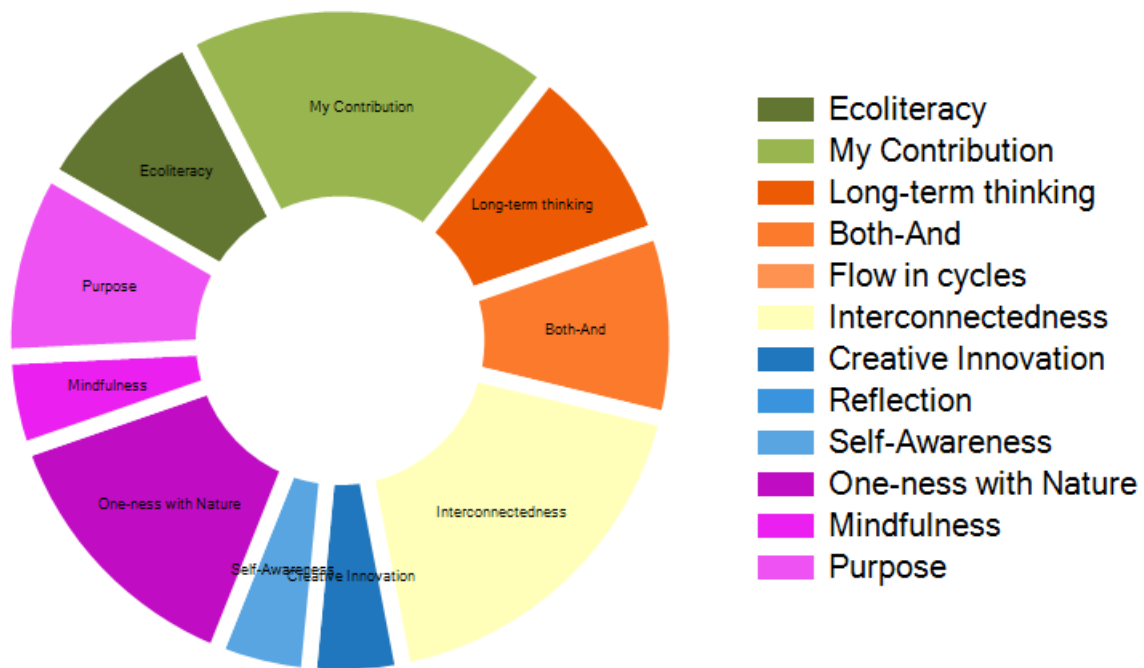 My Contribution
Ecoliteracy
Long-term thinking
Purpose
Both-And
Mindfulness
One-ness with Nature
Interconnectedness
Self-Awareness
Creative Innovation
Ecoliteracy
My Contribution
Long-term thinking
Both-And
Flow in cycles
Interconnectedness
Creative Innovation
Reflection
Self-Awareness
One-ness with Nature
Mindfulness
Purpose